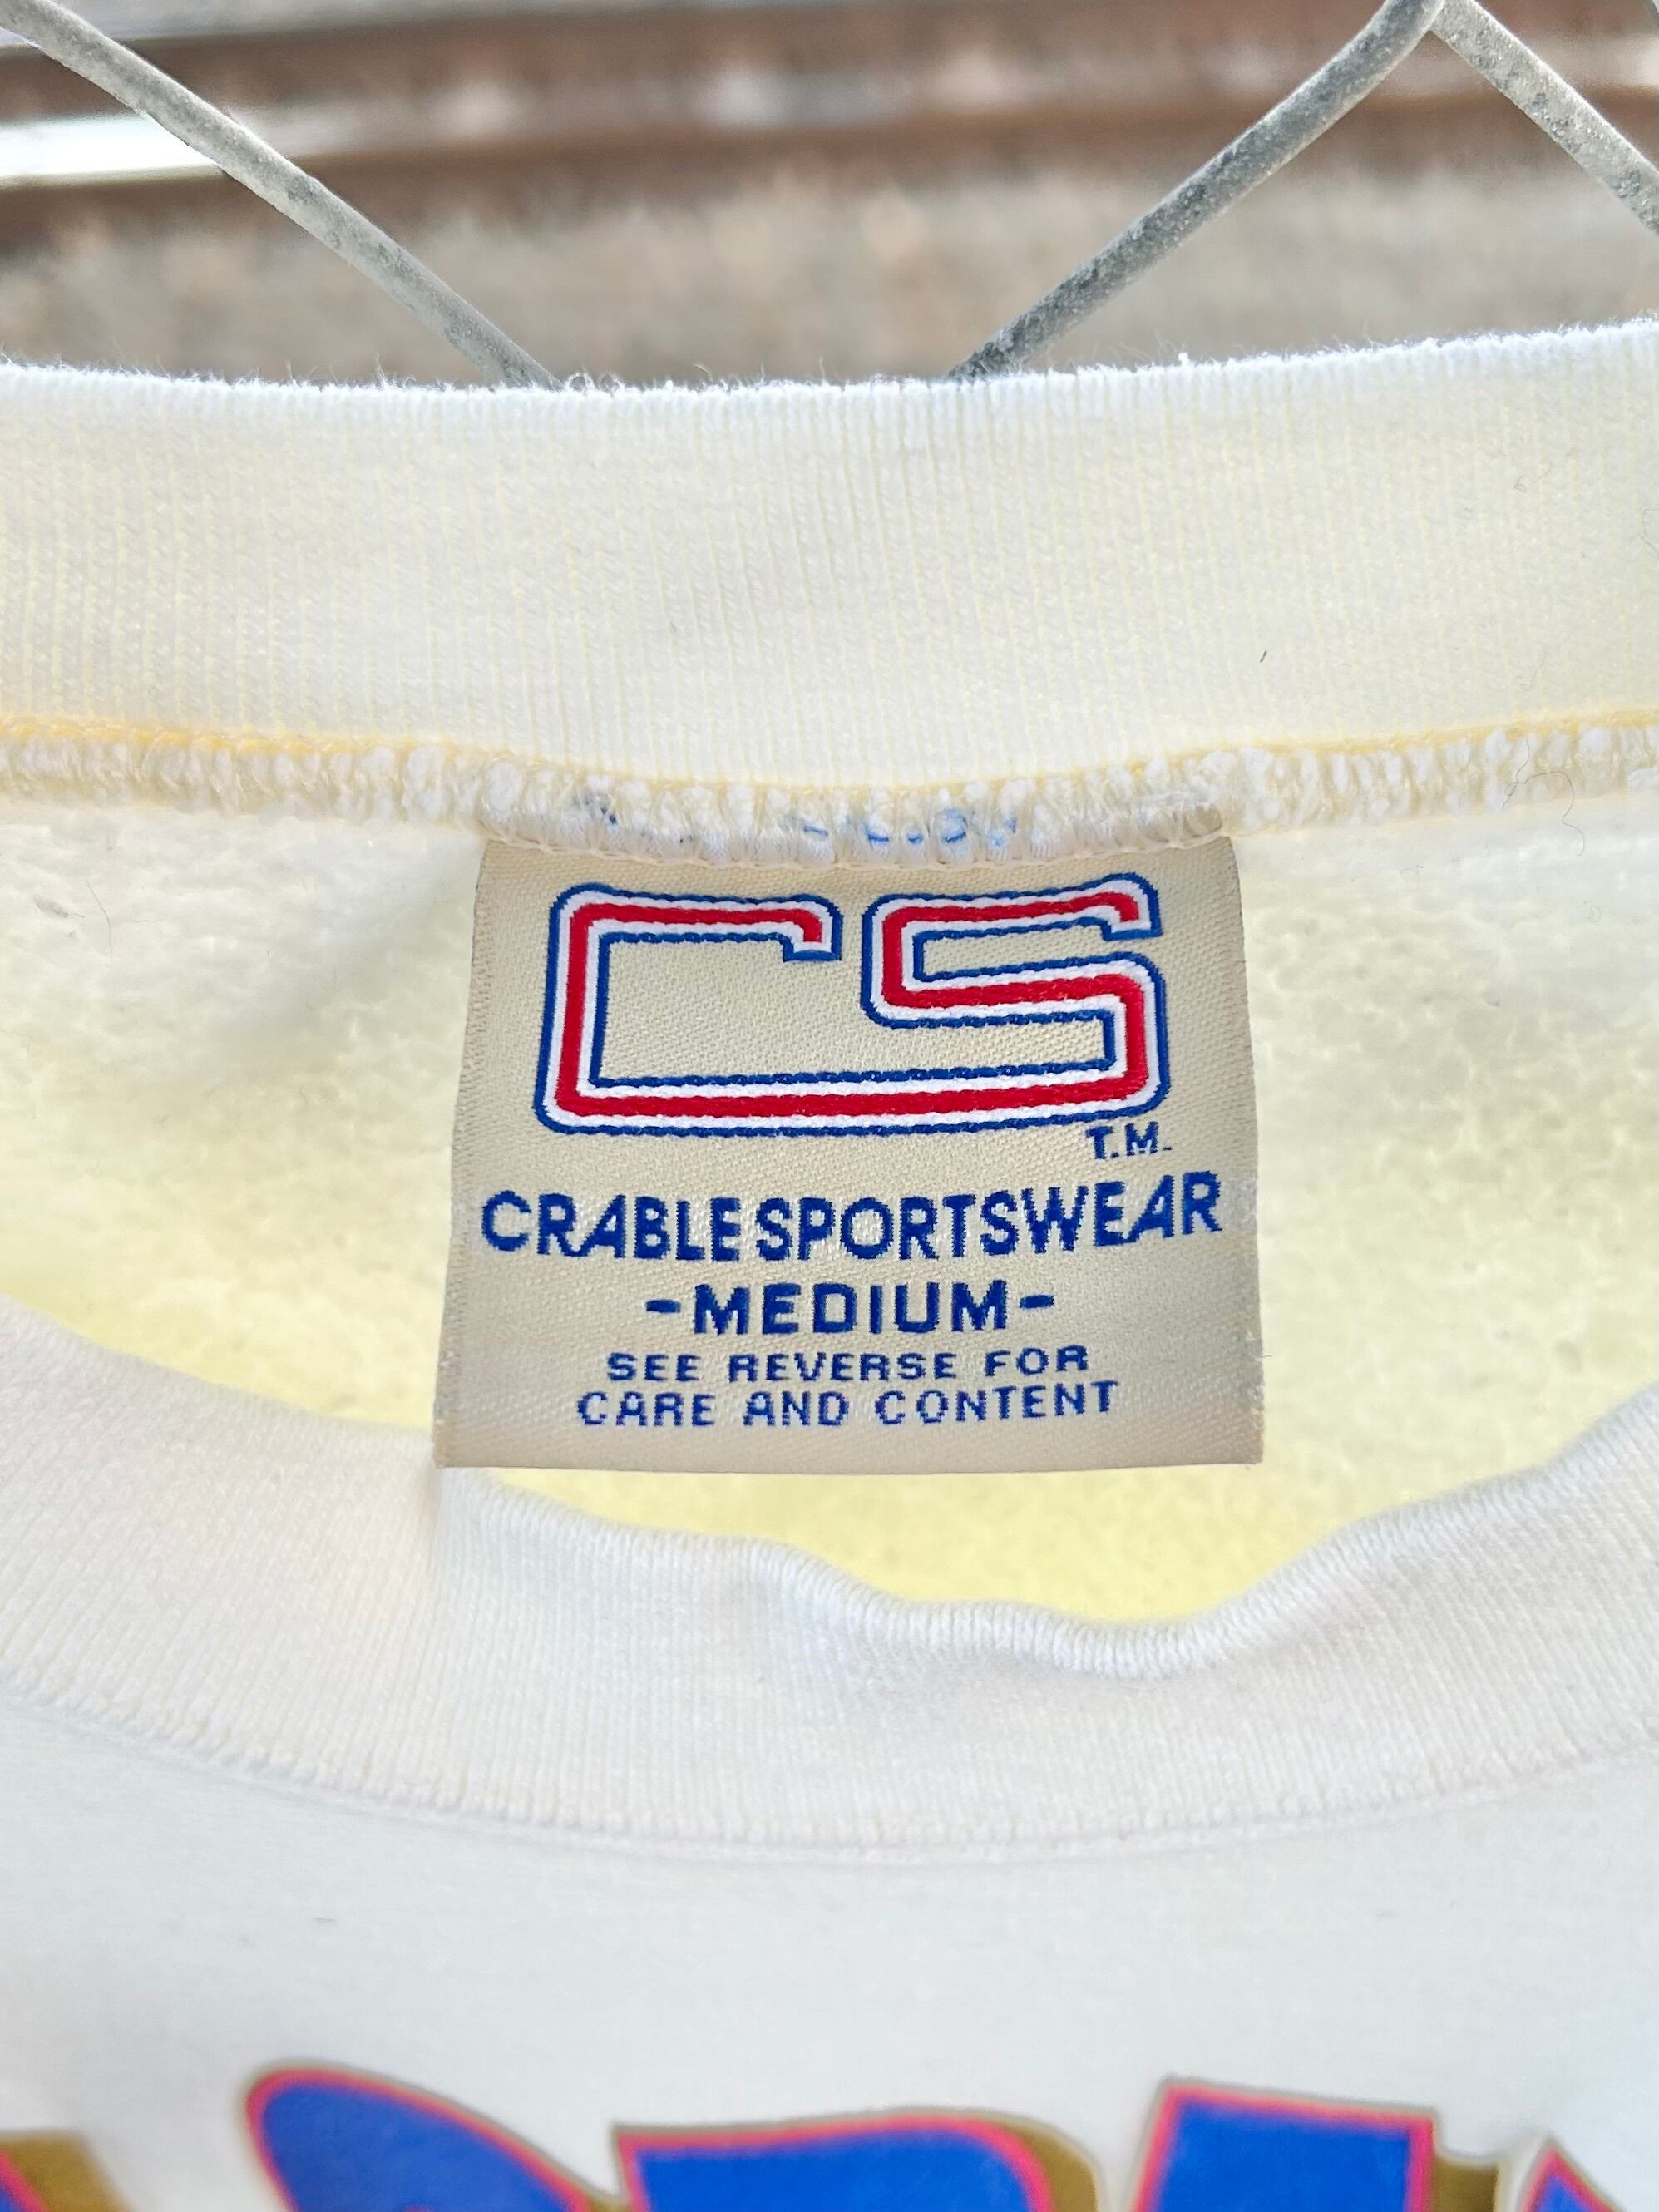 CS
T.M.
CRABLE SPORTSWEAR
-MEDIUM-
SEE REVERSE FOR
CARE AND CONTENT